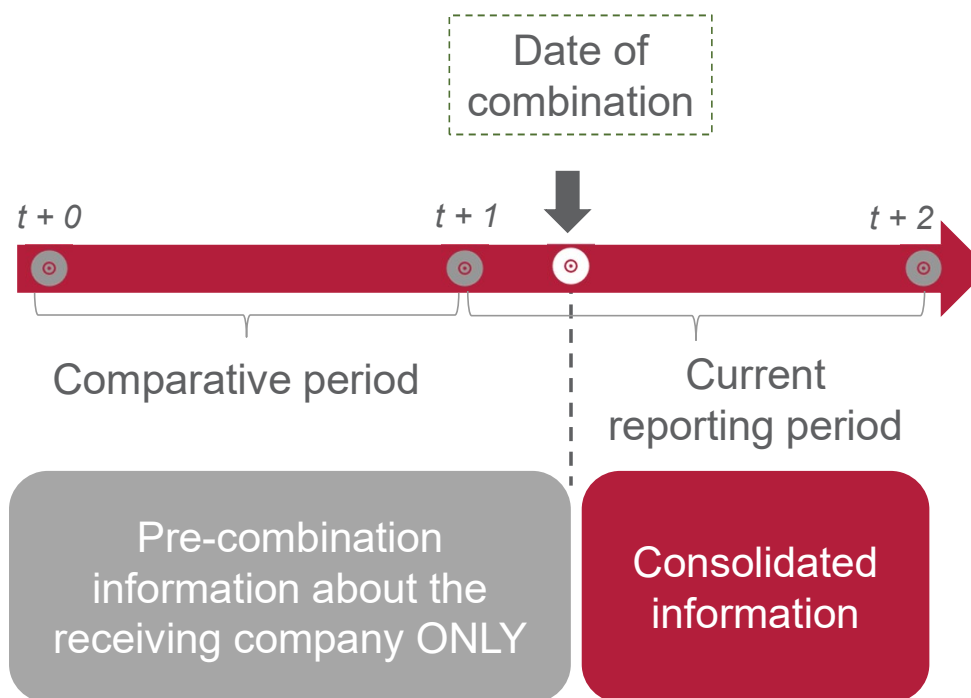 Date of
combination
t + 0
t + 1
t + 2
Comparative period
Current
reporting period
Pre-combination
information about the
receiving company ONLY
Consolidated
information